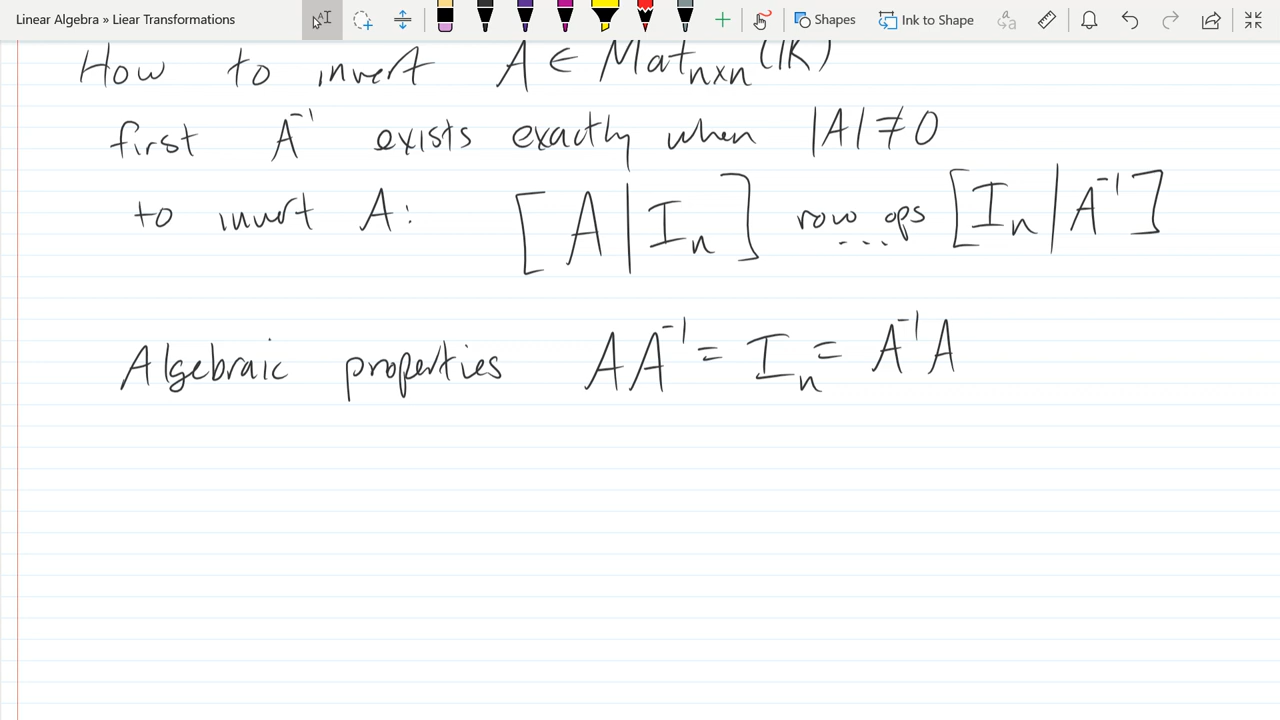 Linear Algebra » Liear Transformations
Shapes Ink to Shape
How to invert A ∈ Matₙₓₙ(K)
first A⁻¹ exists exactly when |A| ≠ 0
to invert A: [A | Iₙ] row ops ... [Iₙ | A⁻¹]
Algebraic properties AA⁻¹ = Iₙ = A⁻¹A